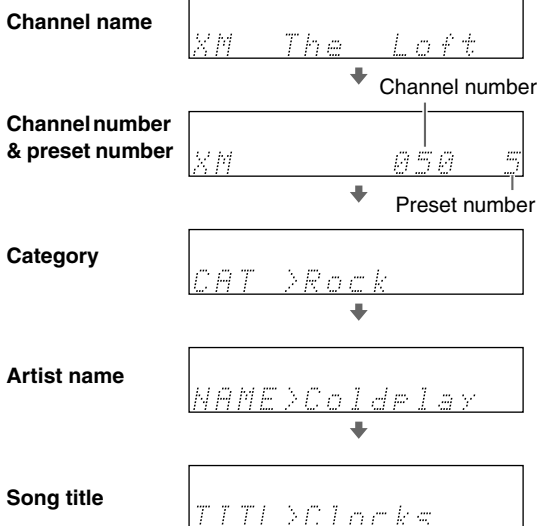 Channel name
XM The Loft
Channel number
Channel number
& preset number
XM 050 5
Preset number
Category
CAT >Rock
Artist name
NAME>Coldplay
Song title
TITL>Clocks